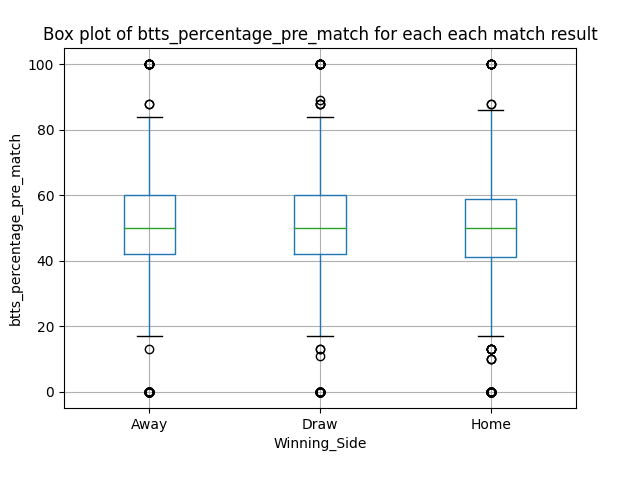 Box plot of btts_percentage_pre_match for each each match result
btts_percentage_pre_match
100
80
60
40
20
0
Away Draw Home
Winning_Side